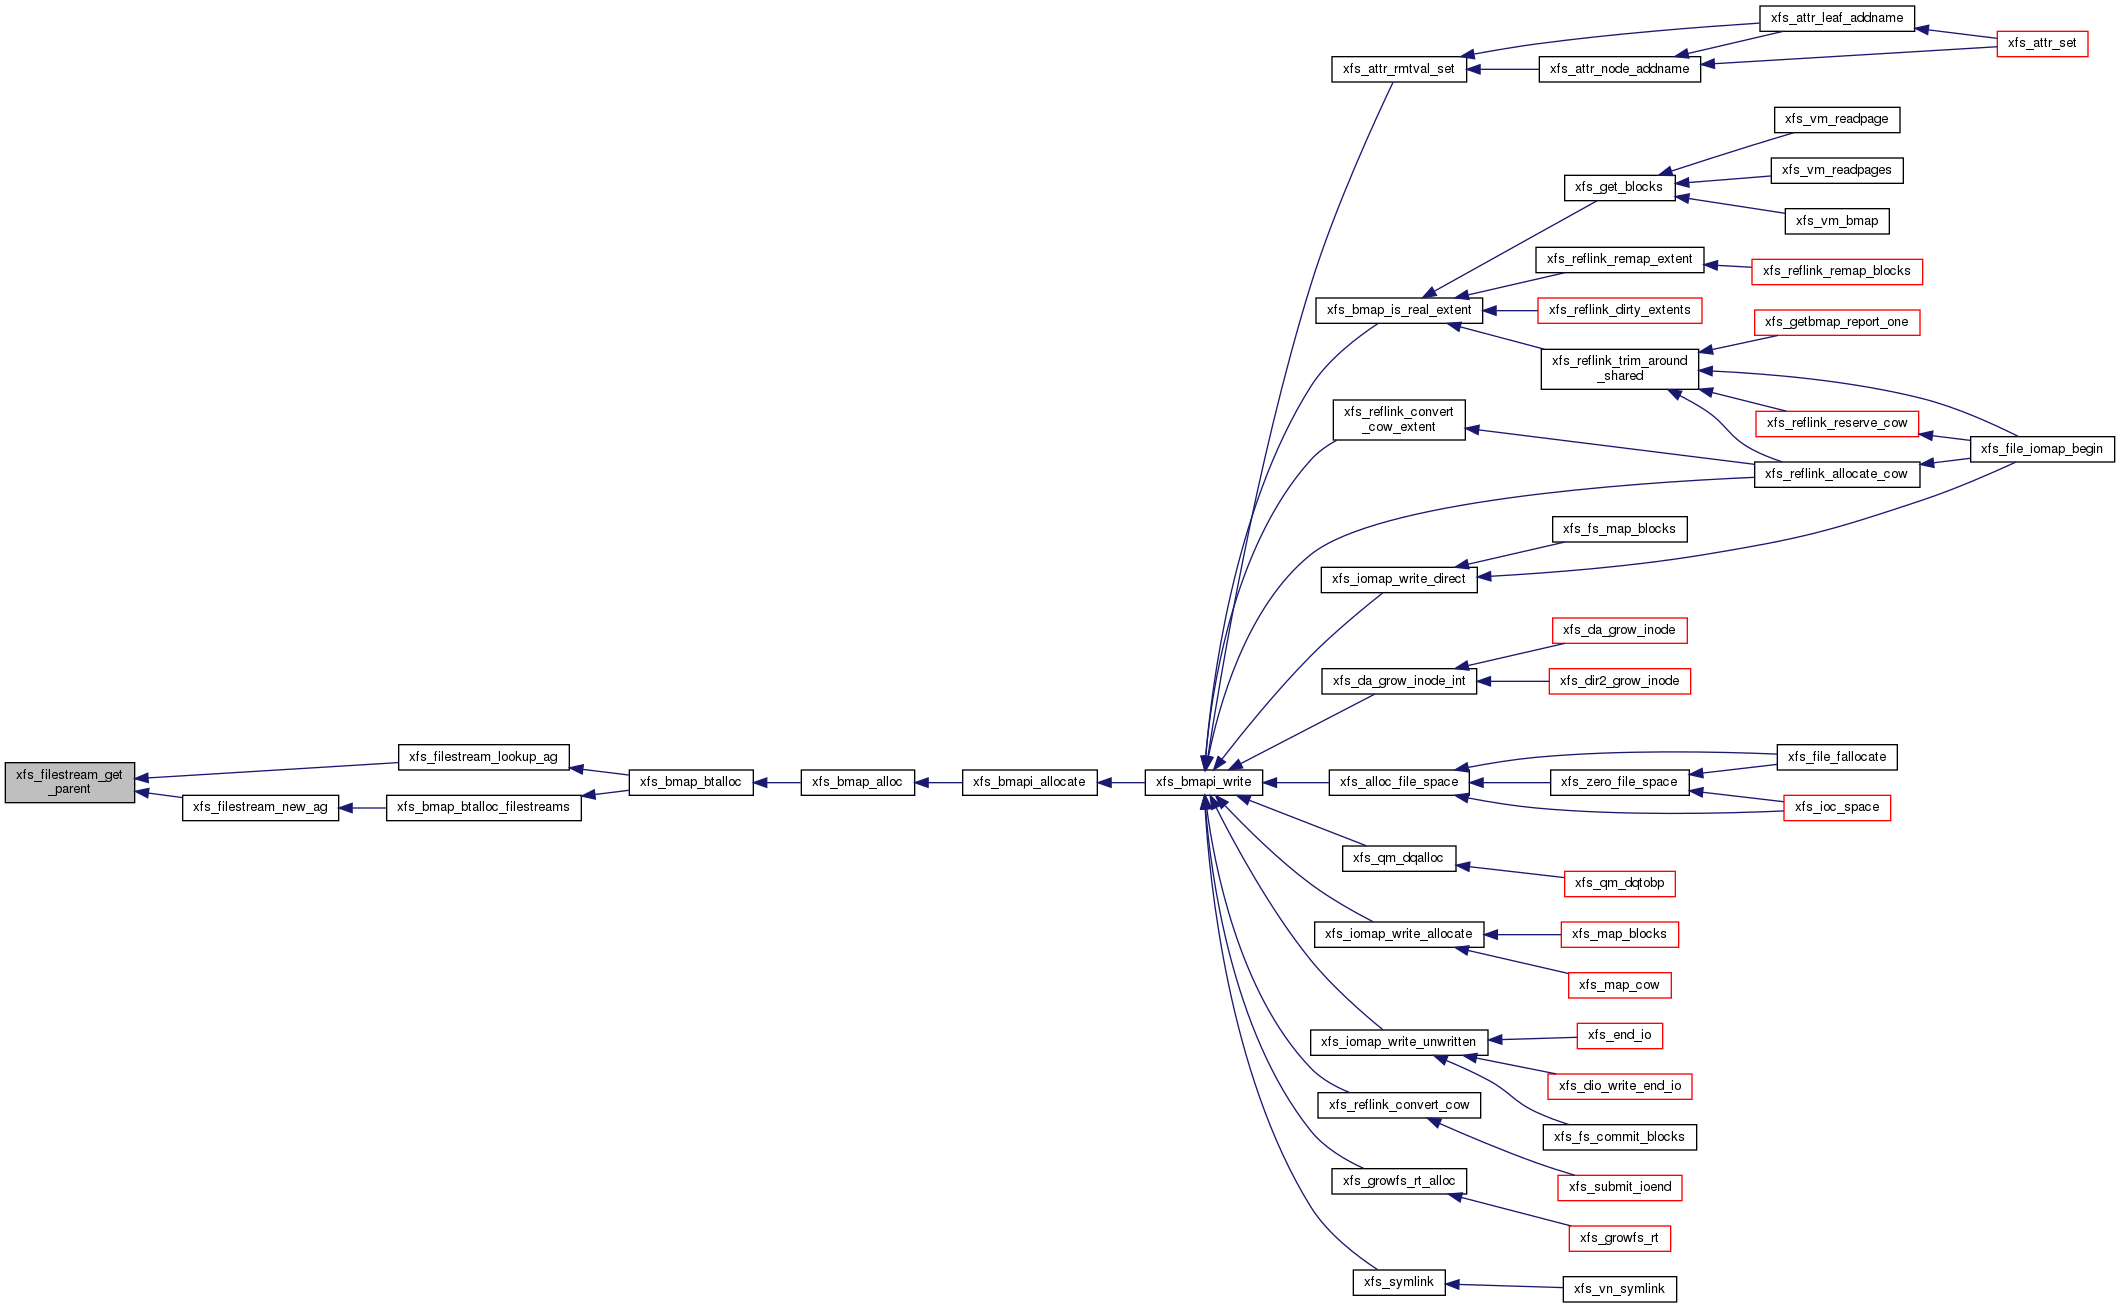 xfs_attr_leaf_addname
xfs_attr_set
xfs_attr_rmtval_set
xfs_attr_node_addname
xfs_vm_readpage
xfs_vm_readpages
xfs_get_blocks
xfs_vm_bmap
xfs_reflink_remap_extent
xfs_reflink_remap_blocks
xfs_bmap_is_real_extent
xfs_reflink_dirty_extents
xfs_getbmap_report_one
xfs_reflink_trim_around
_shared
xfs_reflink_convert
_cow_extent
xfs_reflink_reserve_cow
xfs_file_iomap_begin
xfs_reflink_allocate_cow
xfs_fs_map_blocks
xfs_iomap_write_direct
xfs_da_grow_inode
xfs_da_grow_inode_int
xfs_dir2_grow_inode
xfs_filestream_get
_parent
xfs_filestream_lookup_ag
xfs_filestream_new_ag
xfs_bmap_btalloc_filestreams
xfs_bmap_btalloc
xfs_bmap_alloc
xfs_bmapi_allocate
xfs_bmapi_write
xfs_alloc_file_space
xfs_zero_file_space
xfs_file_fallocate
xfs_ioc_space
xfs_qm_dqalloc
xfs_qm_dqtobp
xfs_iomap_write_allocate
xfs_map_blocks
xfs_map_cow
xfs_iomap_write_unwritten
xfs_end_io
xfs_dio_write_end_io
xfs_reflink_convert_cow
xfs_fs_commit_blocks
xfs_growfs_rt_alloc
xfs_submit_ioend
xfs_growfs_rt
xfs_symlink
xfs_vn_symlink